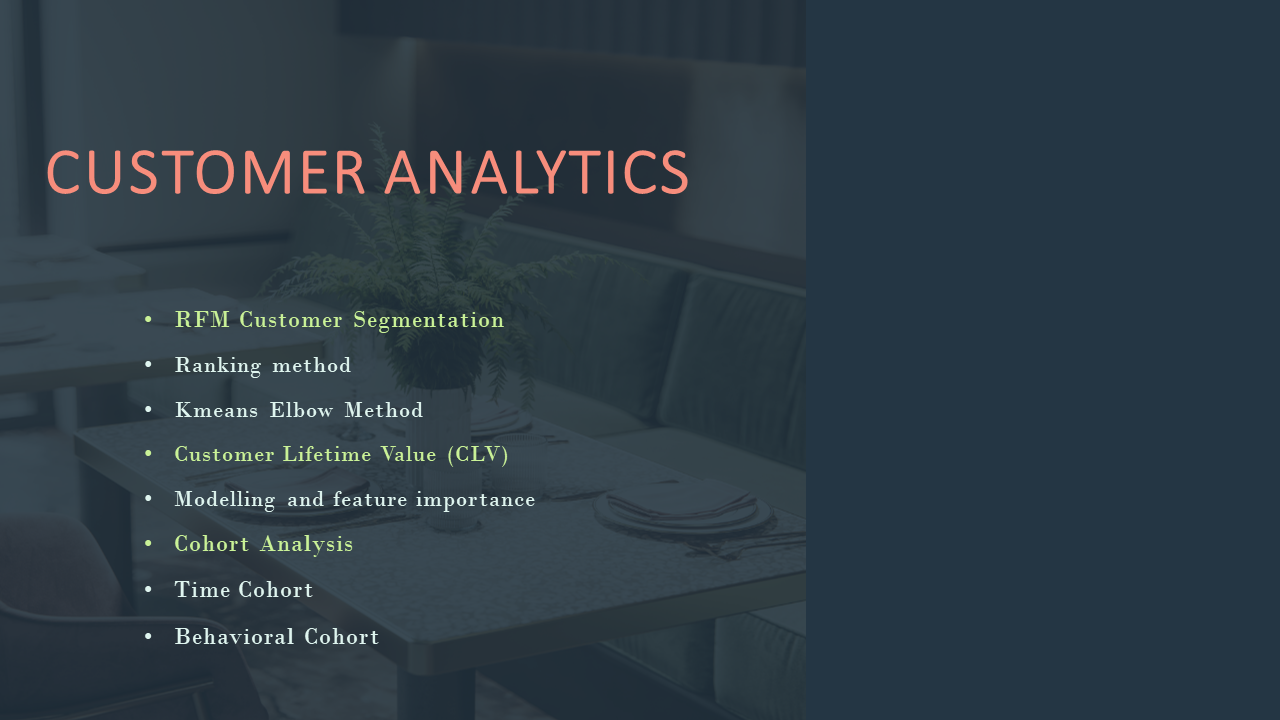 CUSTOMER ANALYTICS
• RFM Customer Segmentation
• Ranking method
• Kmeans Elbow Method
• Customer Lifetime Value (CLV)
• Modelling and feature importance
• Cohort Analysis
• Time Cohort
• Behavioral Cohort